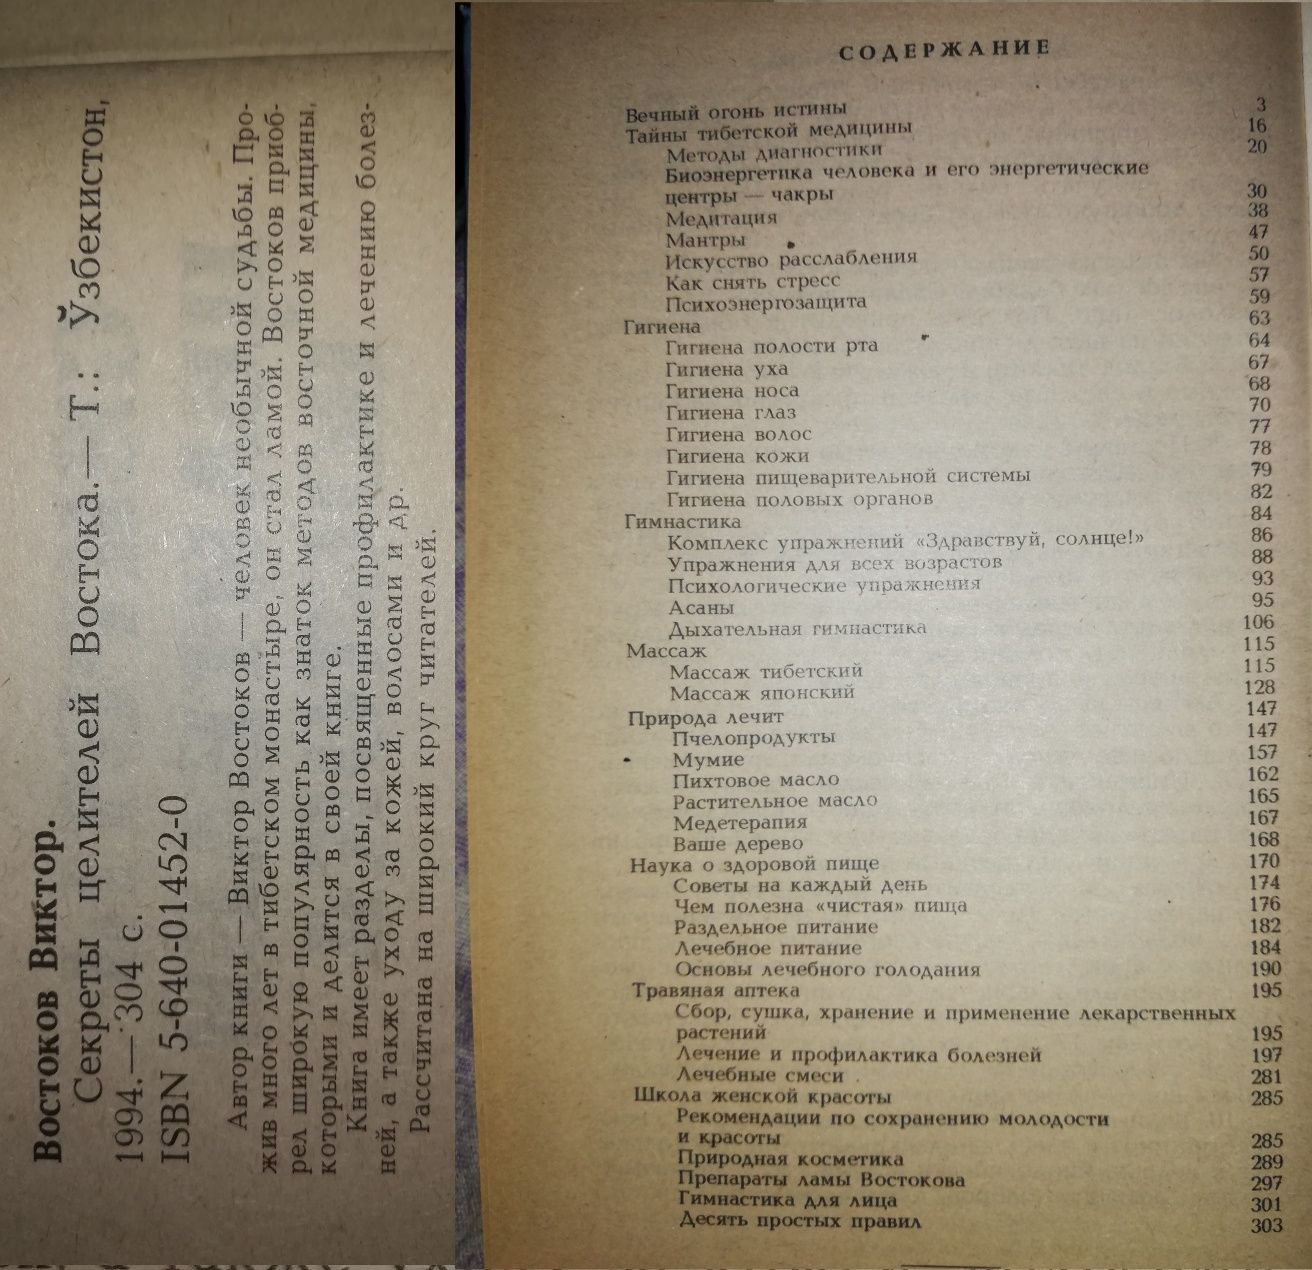 Востоков Виктор.
Секреты целителей Востока.— Т.: Ўзбекистон,
1994.— 304 с.
ISBN 5-640-01452-0
Автор книги — Виктор Востоков — человек необычной судьбы. Про-
жив много лет в тибетском монастыре, он стал ламой. Востоков приоб-
рел широкую популярность как знаток методов восточной медицины,
которыми и делится в своей книге.
Книга имеет разделы, посвященные профилактике и лечению болез-
ней, а также уходу за кожей, волосами и др.
Рассчитана на широкий круг читателей.
СОДЕРЖАНИЕ
Вечный огонь истины 3
Тайны тибетской медицины 16
Методы диагностики 20
Биоэнергетика человека и его энергетические
центры — чакры 30
Медитация 38
Мантры 47
Искусство расслабления 50
Как снять стресс 57
Психоэнергозащита 59
Гигиена 63
Гигиена полости рта 64
Гигиена уха 67
Гигиена носа 68
Гигиена глаз 70
Гигиена волос 77
Гигиена кожи 78
Гигиена пищеварительной системы 79
Гигиена половых органов 82
Гимнастика 84
Комплекс упражнений «Здравствуй, солнце!» 86
Упражнения для всех возрастов 88
Психологические упражнения 93
Асаны 95
Дыхательная гимнастика 106
Массаж 115
Массаж тибетский 115
Массаж японский 128
Природа лечит 147
Пчелопродукты 147
Мумие 157
Пихтовое масло 162
Растительное масло 165
Медетерапия 167
Ваше дерево 168
Наука о здоровой пище 170
Советы на каждый день 174
Чем полезна «чистая» пища 176
Раздельное питание 182
Лечебное питание 184
Основы лечебного голодания 190
Травяная аптека 195
Сбор, сушка, хранение и применение лекарственных
растений 195
Лечение и профилактика болезней 197
Лечебные смеси 281
Школа женской красоты 285
Рекомендации по сохранению молодости
и красоты 285
Природная косметика 289
Препараты ламы Востокова 297
Гимнастика для лица 301
Десять простых правил 303